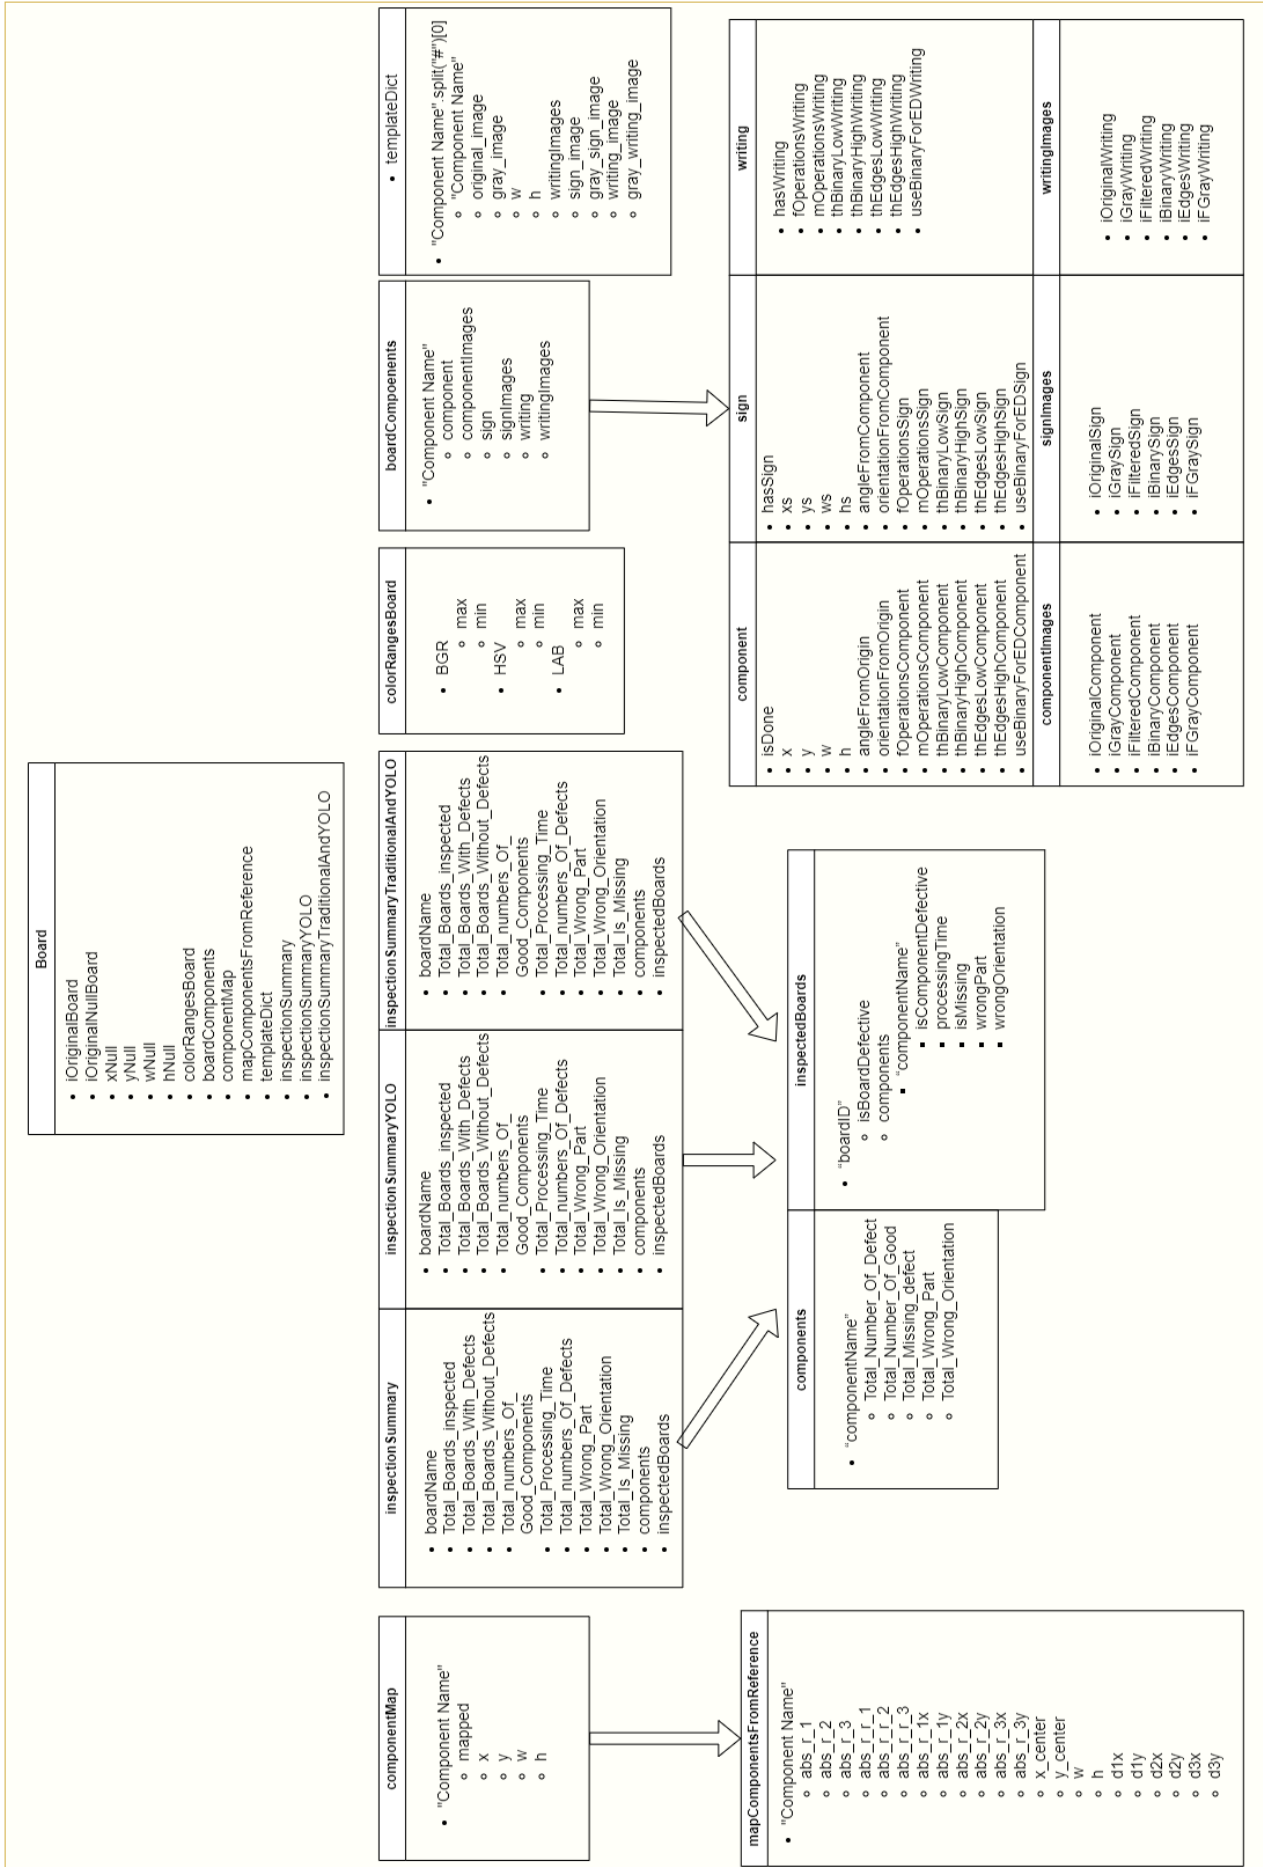 Board
iOriginalBoard
iOriginalNullBoard
xNull
yNull
wNull
hNull
colorRangesBoard
boardComponents
componentMap
mapComponentsFromReference
templateDict
inspectionSummary
inspectionSummaryYOLO
inspectionSummaryTraditionalAndYOLO
componentMap
"Component Name"
mapped
x
y
w
h
inspectionSummary
boardName
Total_Boards_inspected
Total_Boards_With_Defects
Total_Boards_Without_Defects
Total_numbers_Of_
Good_Components
Total_Processing_Time
Total_numbers_Of_Defects
Total_Wrong_Part
Total_Wrong_Orientation
Total_Is_Missing
components
inspectedBoards
inspectionSummaryYOLO
boardName
Total_Boards_inspected
Total_Boards_With_Defects
Total_Boards_Without_Defects
Total_numbers_Of_
Good_Components
Total_Processing_Time
Total_numbers_Of_Defects
Total_Wrong_Part
Total_Wrong_Orientation
Total_Is_Missing
components
inspectedBoards
inspectionSummaryTraditionalAndYOLO
boardName
Total_Boards_inspected
Total_Boards_With_Defects
Total_Boards_Without_Defects
Total_numbers_Of_
Good_Components
Total_Processing_Time
Total_numbers_Of_Defects
Total_Wrong_Part
Total_Wrong_Orientation
Total_Is_Missing
components
inspectedBoards
colorRangesBoard
BGR
max
min
HSV
max
min
LAB
max
min
boardCompoenents
"Component Name"
component
componentImages
sign
signImages
writing
writingImages
templateDict
"Component Name".split("#")[0]
"Component Name"
original_image
gray_image
w
h
writingImages
sign_image
gray_sign_image
writing_image
gray_writing_image
mapComponentsFromReference
"Component Name"
abs_r_1
abs_r_2
abs_r_3
abs_r_r_1
abs_r_r_2
abs_r_r_3
abs_r_1x
abs_r_1y
abs_r_2x
abs_r_2y
abs_r_3x
abs_r_3y
x_center
y_center
w
h
d1x
d1y
d2x
d2y
d3x
d3y
components
“componentName"
Total_Number_Of_Defect
Total_Number_Of_Good
Total_Missing_defect
Total_Wrong_Part
Total_Wrong_Orientation
inspectedBoards
“boardID”
isBoardDefective
components
“componentName”
isComponentDefective
processingTime
isMissing
wrongPart
wrongOrientation
component
isDone
x
y
w
h
angleFromOrigin
orientationFromOrigin
fOperationsComponent
mOperationsComponent
thBinaryLowComponent
thBinaryHighComponent
thEdgesLowComponent
thEdgesHighComponent
useBinaryForEDComponent
sign
hasSign
xs
ys
ws
hs
angleFromComponent
orientationFromComponent
fOperationsSign
mOperationsSign
thBinaryLowSign
thBinaryHighSign
thEdgesLowSign
thEdgesHighSign
useBinaryForEDSign
writing
hasWriting
fOperationsWriting
mOperationsWriting
thBinaryLowWriting
thBinaryHighWriting
thEdgesLowWriting
thEdgesHighWriting
useBinaryForEDWriting
componentImages
iOriginalComponent
iGrayComponent
iFilteredComponent
iBinaryComponent
iEdgesComponent
iFGrayComponent
signImages
iOriginalSign
iGraySign
iFilteredSign
iBinarySign
iEdgesSign
iFGraySign
writingImages
iOriginalWriting
iGrayWriting
iFilteredWriting
iBinaryWriting
iEdgesWriting
iFGrayWriting